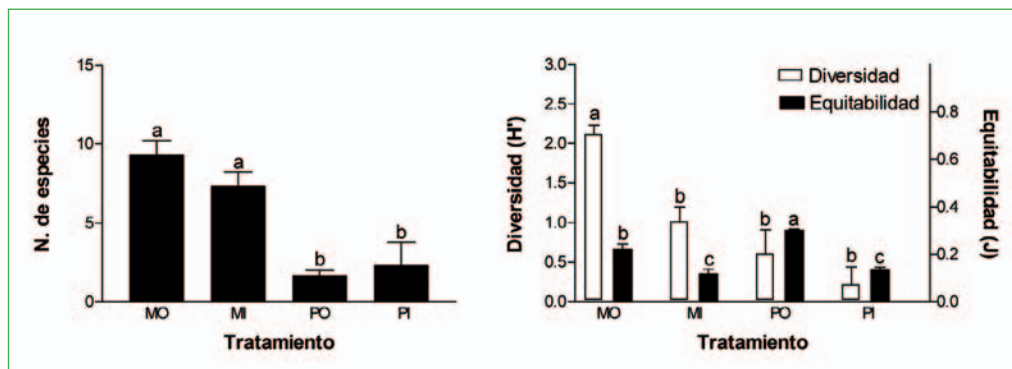 N. de especies
15
10
5
0
a
a
b
b
MO
MI
PO
PI
Tratamiento
Diversidad (H')
3.0
2.5
2.0
1.5
1.0
0.5
0.0
Diversidad
Equitabilidad
a
b
b
c
b
a
b
c
MO
MI
PO
PI
Tratamiento
0.8
0.6
0.4
0.2
0.0
Equitabilidad (J)